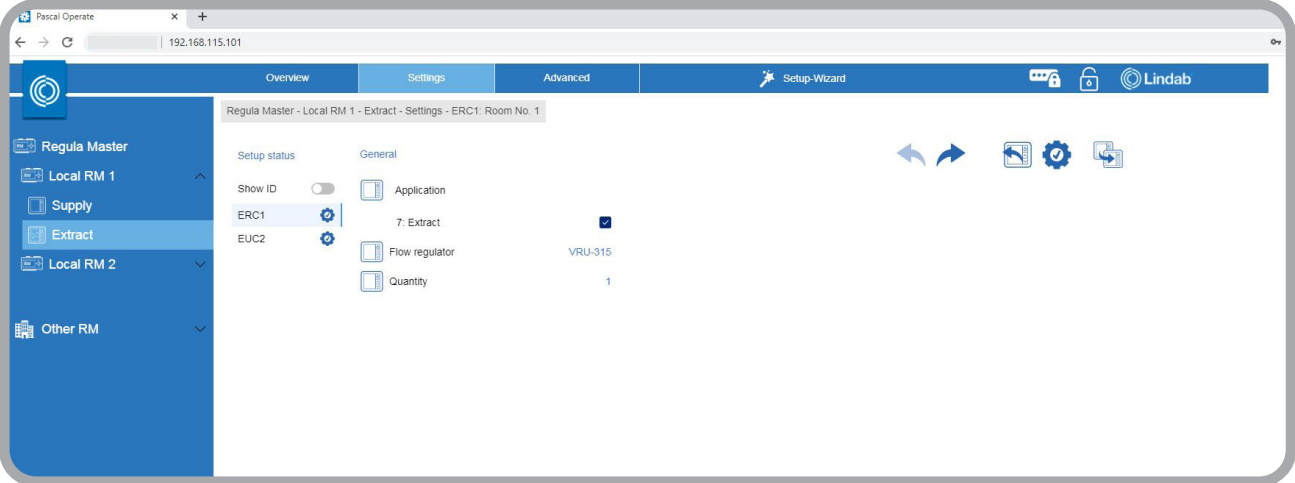 Pascal Operate
192.168.115.101
Overview Settings Advanced Setup-Wizard Lindab
Regula Master - Local RM 1 - Extract - Settings - ERC1: Room No. 1
Regula Master
Local RM 1
Supply
Extract
Local RM 2
Other RM
Setup status
Show ID
ERC1
EUC2
General
Application
7: Extract
Flow regulator VRU-315
Quantity 1